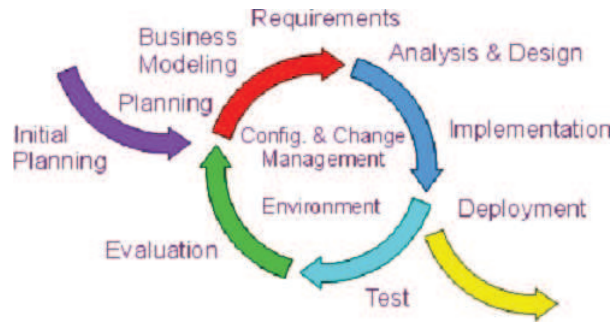 Requirements
Business
Modeling
Analysis & Design
Planning
Initial
Planning
Config. & Change
Management
Implementation
Environment
Deployment
Evaluation
Test